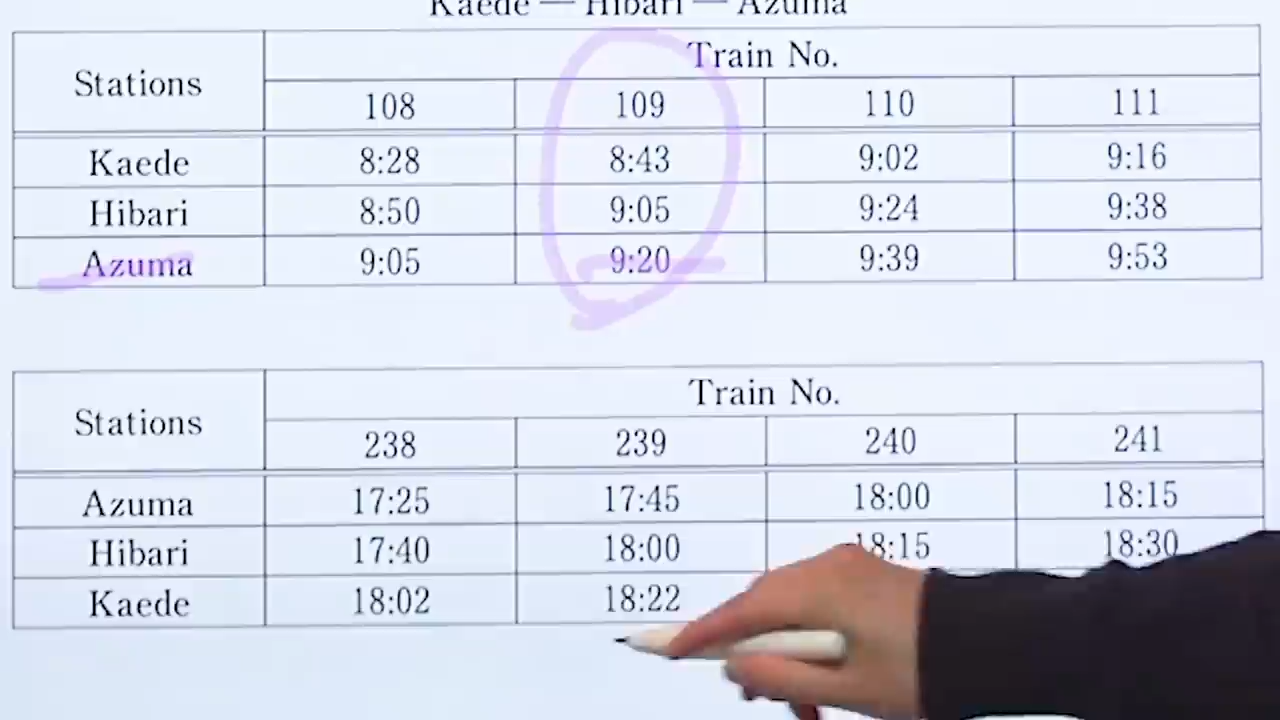 Kaede — Hibari — Azuma
Stations Train No.
108 109 110 111
Kaede 8:28 8:43 9:02 9:16
Hibari 8:50 9:05 9:24 9:38
Azuma 9:05 9:20 9:39 9:53
Stations Train No.
238 239 240 241
Azuma 17:25 17:45 18:00 18:15
Hibari 17:40 18:00 18:15 18:30
Kaede 18:02 18:22